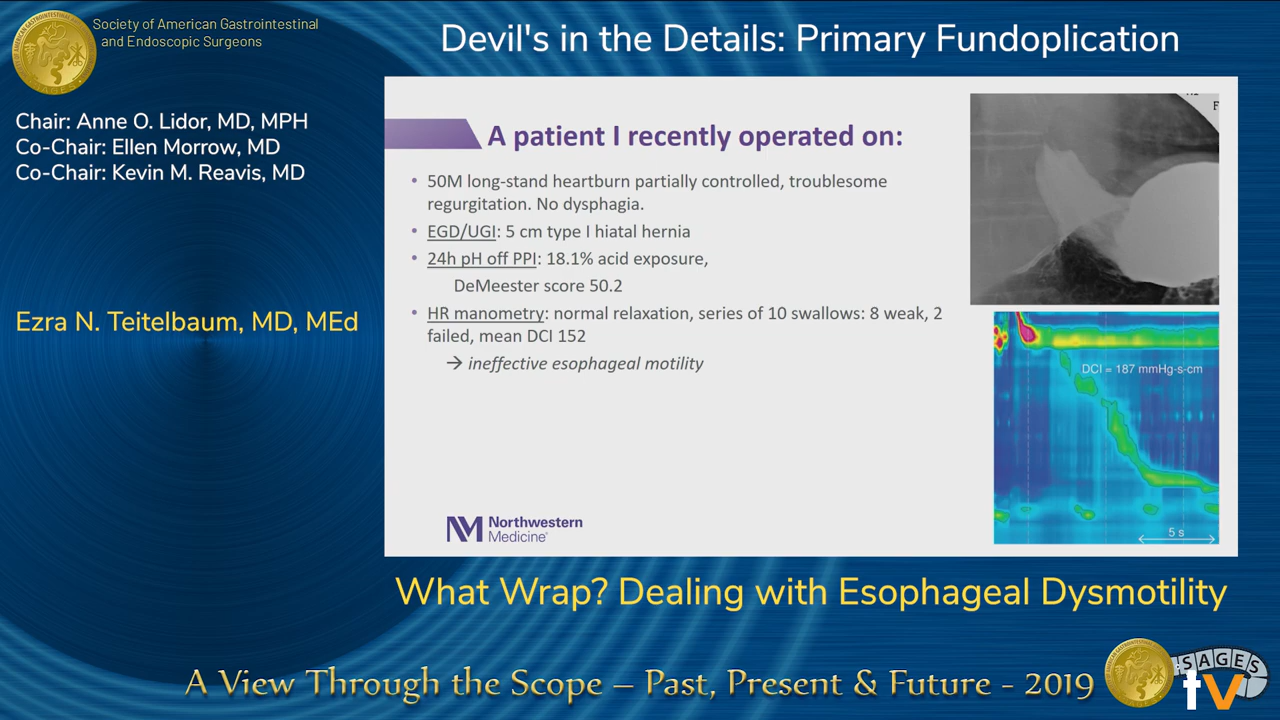 Society of American Gastrointestinal
and Endoscopic Surgeons
Devil's in the Details: Primary Fundoplication
Chair: Anne O. Lidor, MD, MPH
Co-Chair: Ellen Morrow, MD
Co-Chair: Kevin M. Reavis, MD
Ezra N. Teitelbaum, MD, MEd
A patient I recently operated on:
• 50M long-stand heartburn partially controlled, troublesome
regurgitation. No dysphagia.
• EGD/UGI: 5 cm type I hiatal hernia
• 24h pH off PPI: 18.1% acid exposure,
DeMeester score 50.2
• HR manometry: normal relaxation, series of 10 swallows: 8 weak, 2
failed, mean DCI 152
→ ineffective esophageal motility
F
DCI = 187 mmHg-s-cm
5 s
NM Northwestern
Medicine®
What Wrap? Dealing with Esophageal Dysmotility
A View Through the Scope – Past, Present & Future - 2019
SAGES
tv